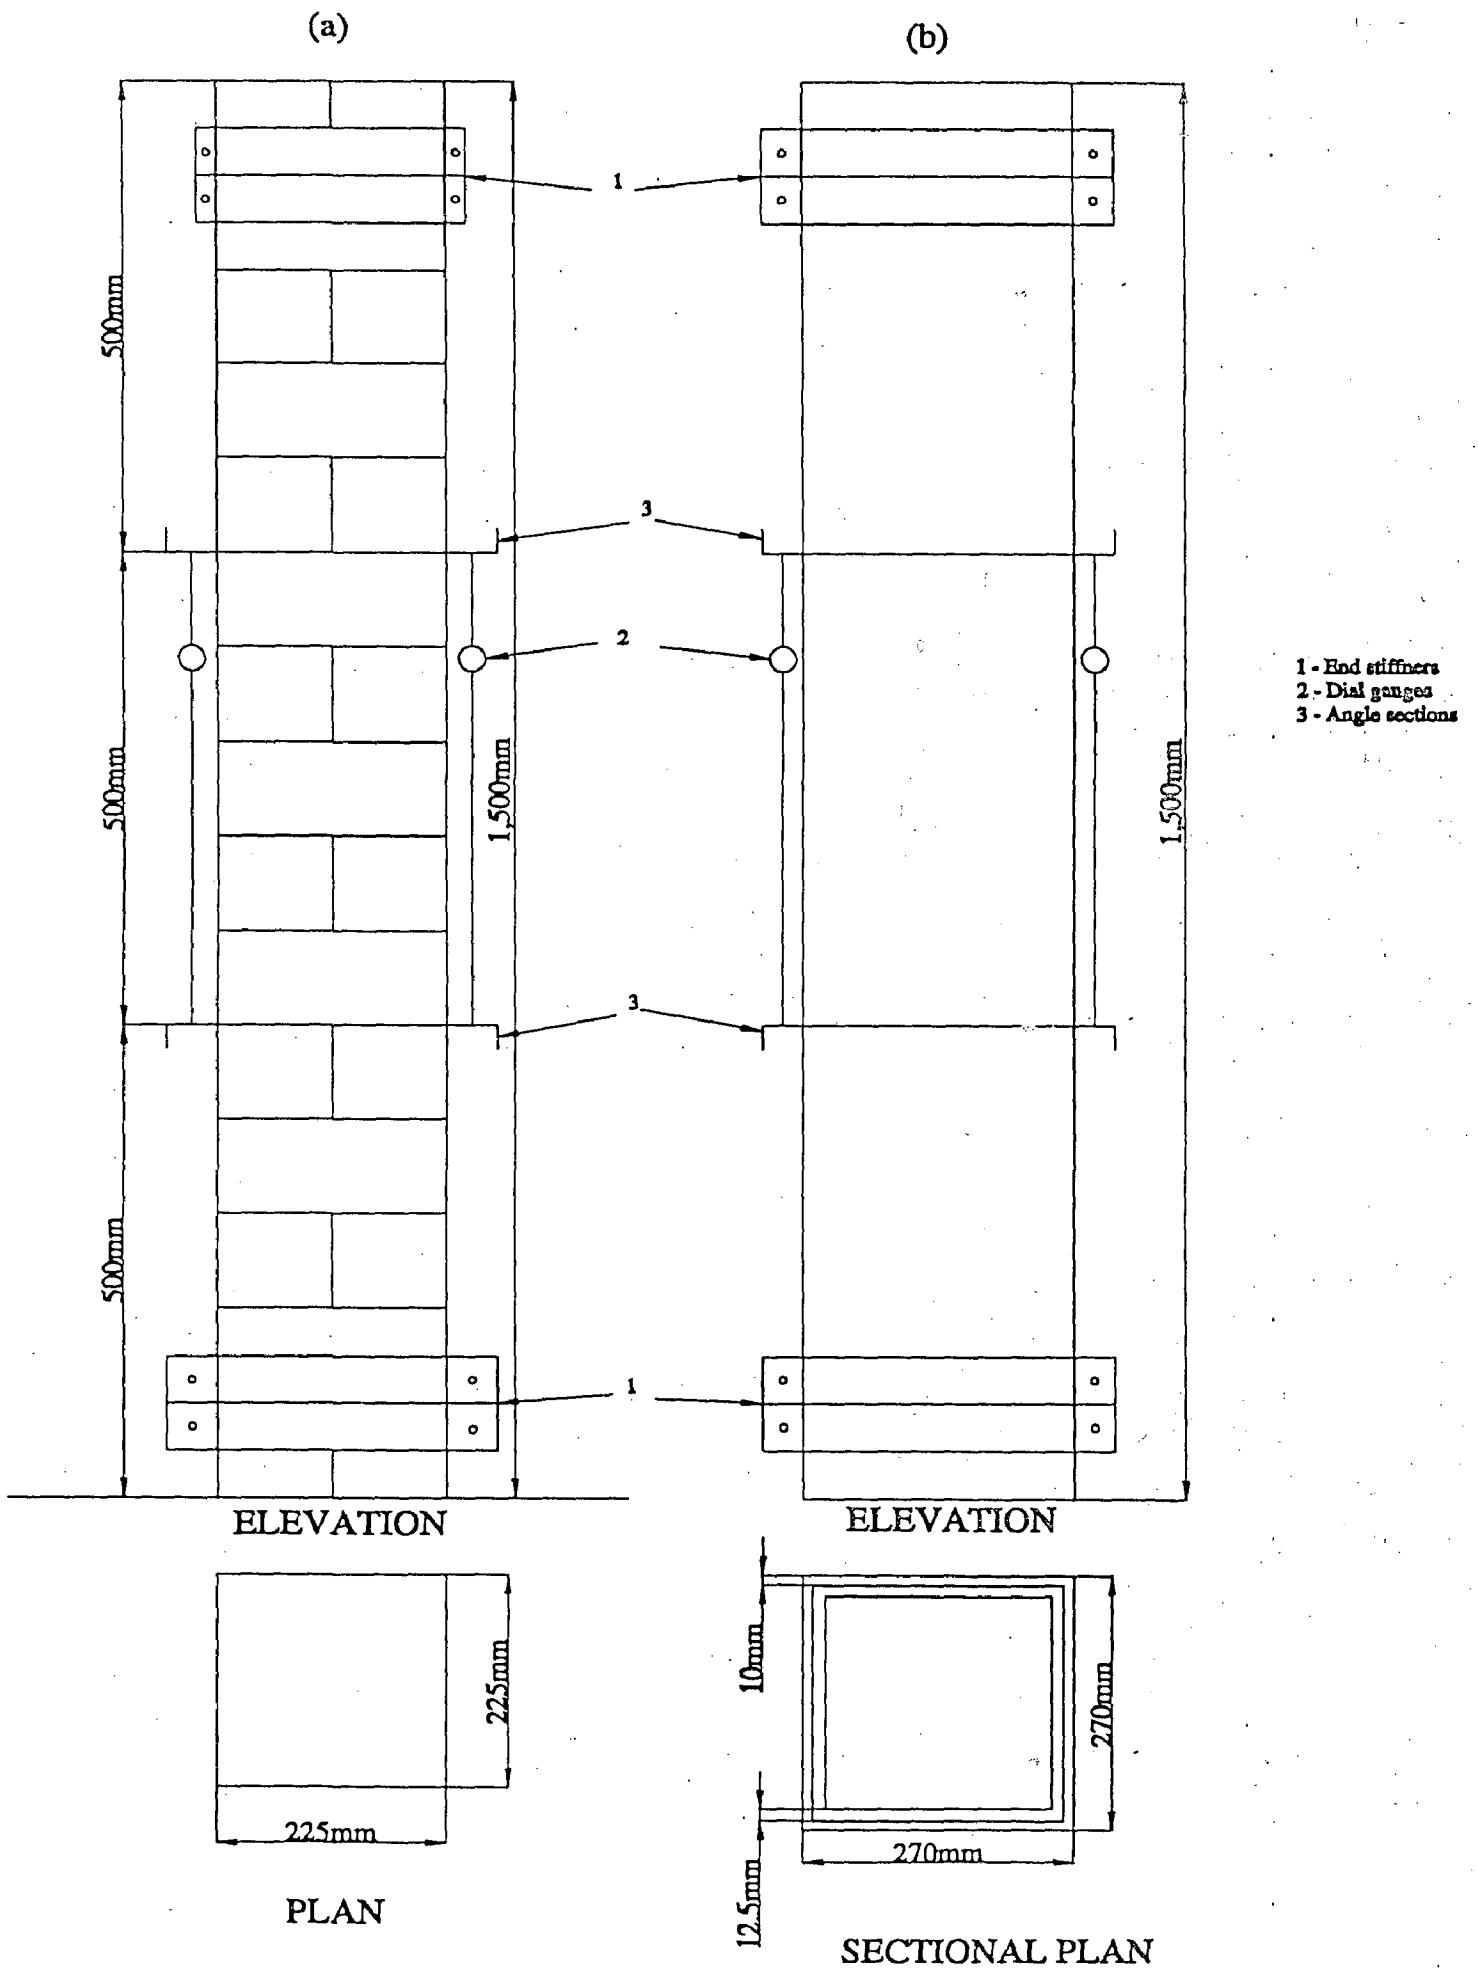 (a)
(b)
1
500mm
3
2
1 - End stiffners
2 - Dial gauges
3 - Angle sections
500mm
1,500mm
1,500mm
3
500mm
1
ELEVATION
ELEVATION
225mm
10mm
270mm
225mm
270mm
12.5mm
PLAN
SECTIONAL PLAN